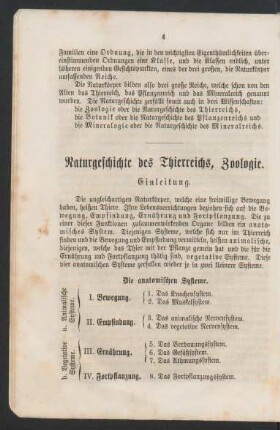 4
Familien eine Ordnung, die in den wichtigsten Eigenthümlichkeiten über-
einstimmenden Ordnungen eine Klasse, und die Klassen endlich, unter
höheren einigenden Gesichtspunkten, eines der drei großen, die Naturkörper
umfassenden Reiche.
Die Naturkörper bilden also drei große Reiche, welche schon von den
Alten das Thierreich, das Pflanzenreich und das Mineralreich genannt
wurden. Die Naturgeschichte zerfällt somit auch in drei Wissenschaften:
die Zoologie oder die Naturgeschichte des Thierreichs,
die Botanik oder die Naturgeschichte des Pflanzenreichs und
die Mineralogie oder die Naturgeschichte des Mineralreichs.
Naturgeschichte des Thierreichs, Zoologie.
Einleitung.
Die ungleichartigen Naturkörper, welche eine freiwillige Bewegung
haben, heißen Thiere. Ihre Lebensverrichtungen beziehen sich auf die Be-
wegung, Empfindung, Ernährung und Fortpflanzung. Die zu
einer dieser Funktionen zusammenwirkenden Organe bilden ein anato-
misches System. Diejenigen Systeme, welche sich im Thiere finden
und die Bewegung und Empfindung vermitteln, heißen animalische,
diejenigen, welche das Thier mit der Pflanze gemein hat und die für die
Ernährung und Fortpflanzung thätig sind, vegetative Systeme. Diese vier
anatomischen Systeme zerfallen wieder je in zwei kleinere Systeme.
Die anatomischen Systeme.
a. Animalische Systeme
I. Bewegung.
1. Das Knochensystem.
2. Das Muskelsystem.
II. Empfindung.
3. Das animalische Nervensystem.
4. Das vegetative Nervensystem.
b. Vegetative Systeme
III. Ernährung.
5. Das Verdauungssystem.
6. Das Gefäßsystem.
7. Das Athmungssystem.
IV. Fortpflanzung.
8. Das Fortpflanzungssystem.